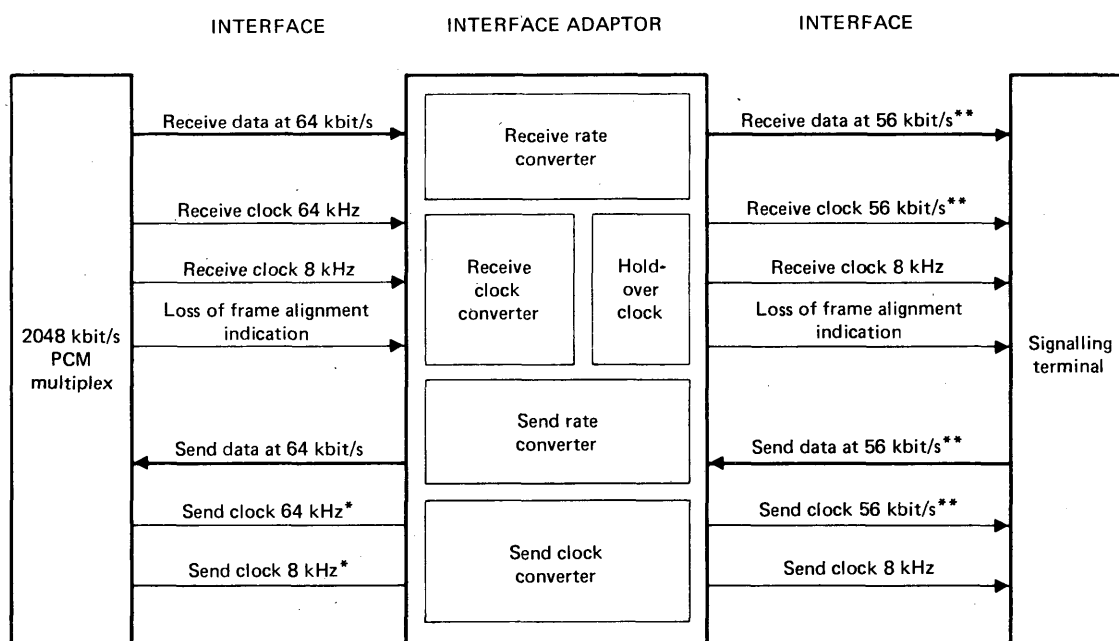 INTERFACE INTERFACE ADAPTOR INTERFACE
2048 kbit/s
PCM
multiplex
Receive data at 64 kbit/s
Receive clock 64 kHz
Receive clock 8 kHz
Loss of frame alignment
indication
Send data at 64 kbit/s
Send clock 64 kHz*
Send clock 8 kHz*
Receive rate
converter
Receive
clock
converter
Hold-
over
clock
Send rate
converter
Send clock
converter
Receive data at 56 kbit/s**
Receive clock 56 kbit/s**
Receive clock 8 kHz
Loss of frame alignment
indication
Send data at 56 kbit/s**
Send clock 56 kbit/s**
Send clock 8 kHz
Signalling
terminal